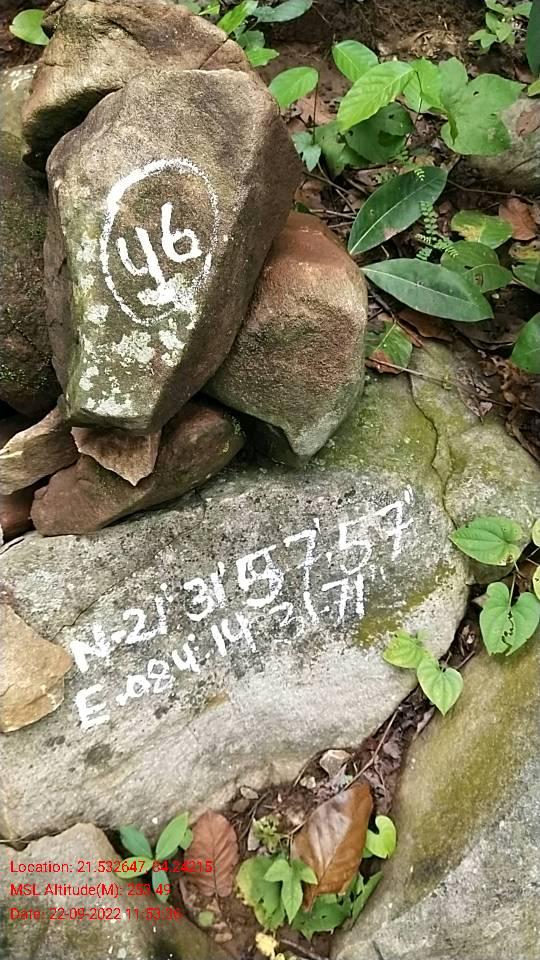 46
N-21° 31' 57.57"
E-084° 14' 31.71"
Location: 21.532647, 84.24215
MSL Altitude(M): 253.49
Date: 22-09-2022 11:53:36